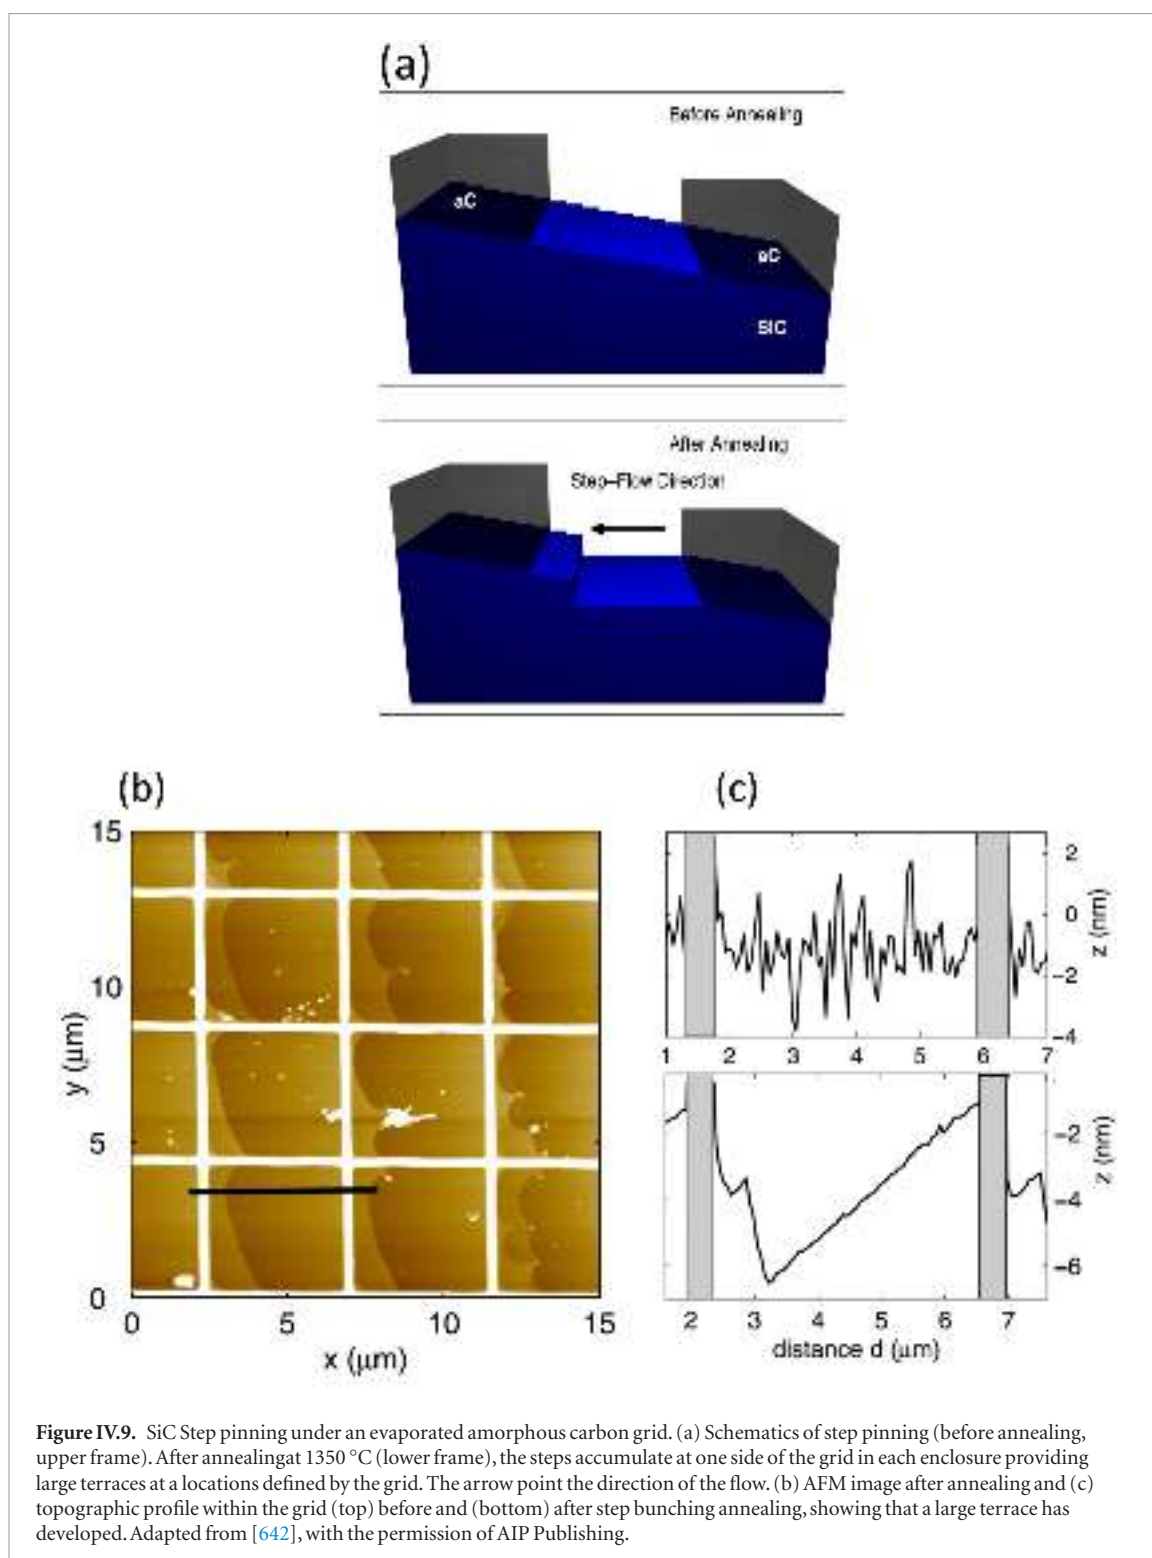 (a)
Before Annealing
aC
aC
SiC
After Annealing
Step–Flow Direction
(b)
(c)
15
10
5
0
y (μm)
0
5
10
15
x (μm)
2
0
−2
−4
z (nm)
1
2
3
4
5
6
7
−2
−4
−6
z (nm)
2
3
4
5
6
7
distance d (μm)
Figure IV.9. SiC Step pinning under an evaporated amorphous carbon grid. (a) Schematics of step pinning (before annealing,
upper frame). After annealingat 1350 °C (lower frame), the steps accumulate at one side of the grid in each enclosure providing
large terraces at a locations defined by the grid. The arrow point the direction of the flow. (b) AFM image after annealing and (c)
topographic profile within the grid (top) before and (bottom) after step bunching annealing, showing that a large terrace has
developed. Adapted from [642], with the permission of AIP Publishing.